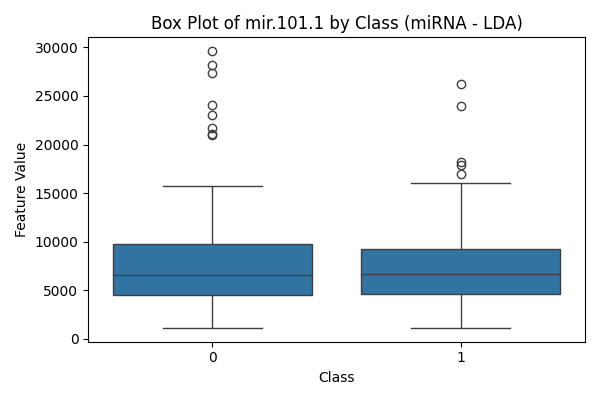 Box Plot of mir.101.1 by Class (miRNA - LDA)
30000
25000
20000
15000
10000
5000
0
Feature Value
0 1
Class